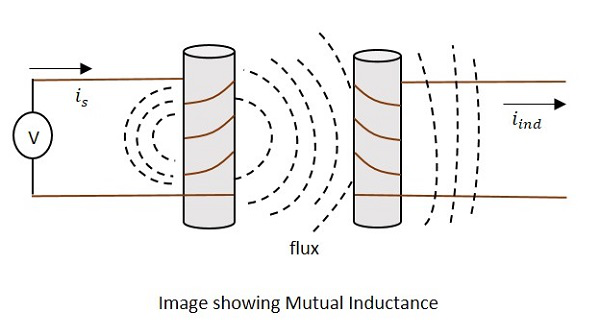 i_s
V
i_ind
flux
Image showing Mutual Inductance